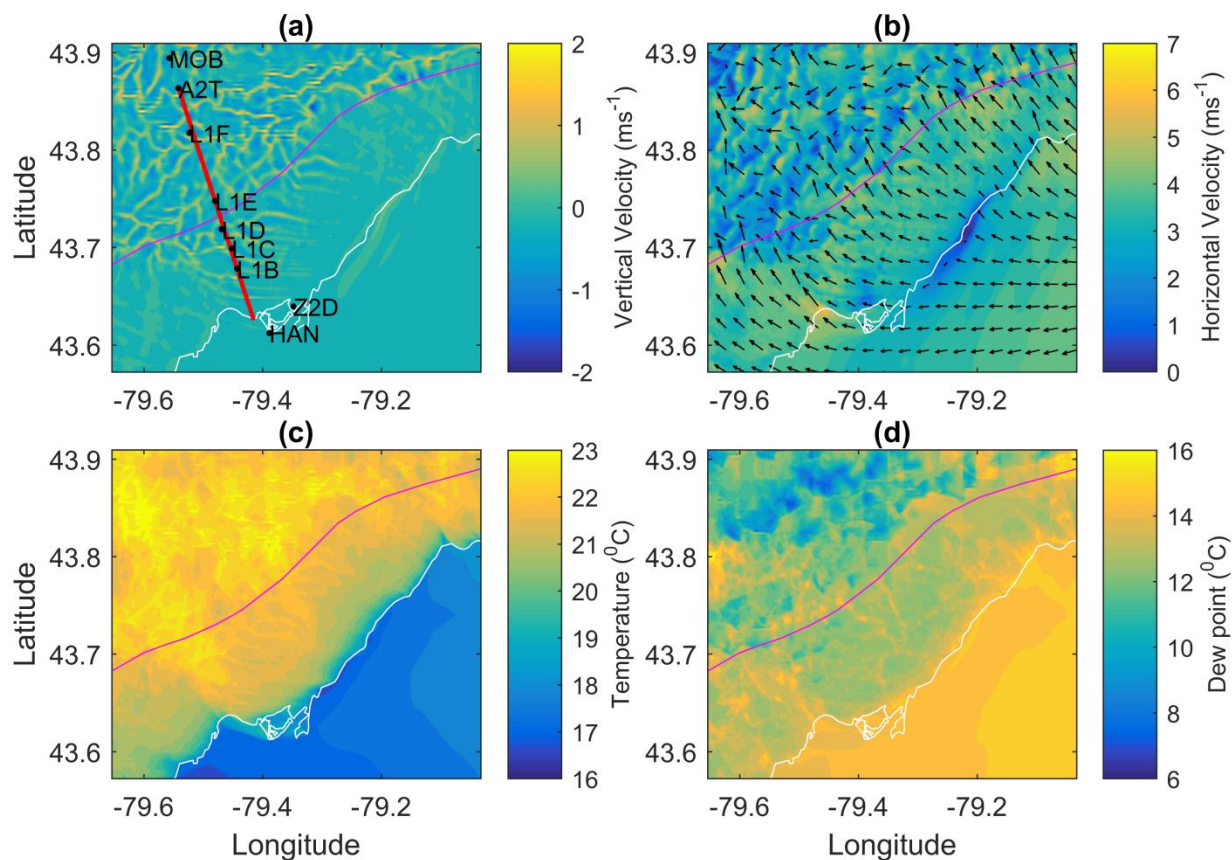 (a)
43.9
43.8
43.7
43.6
Latitude
MOB
A2T
L1F
L1E
L1D
L1C
L1B
Z2D
HAN
-79.6
-79.4
-79.2
2
1
0
-1
-2
Vertical Velocity (ms-1)
(b)
43.9
43.8
43.7
43.6
-79.6
-79.4
-79.2
7
6
5
4
3
2
1
0
Horizontal Velocity (ms-1)
(c)
43.9
43.8
43.7
43.6
Latitude
-79.6
-79.4
-79.2
Longitude
23
22
21
20
19
18
17
16
Temperature (0C)
(d)
43.9
43.8
43.7
43.6
-79.6
-79.4
-79.2
Longitude
16
14
12
10
8
6
Dew point (0C)